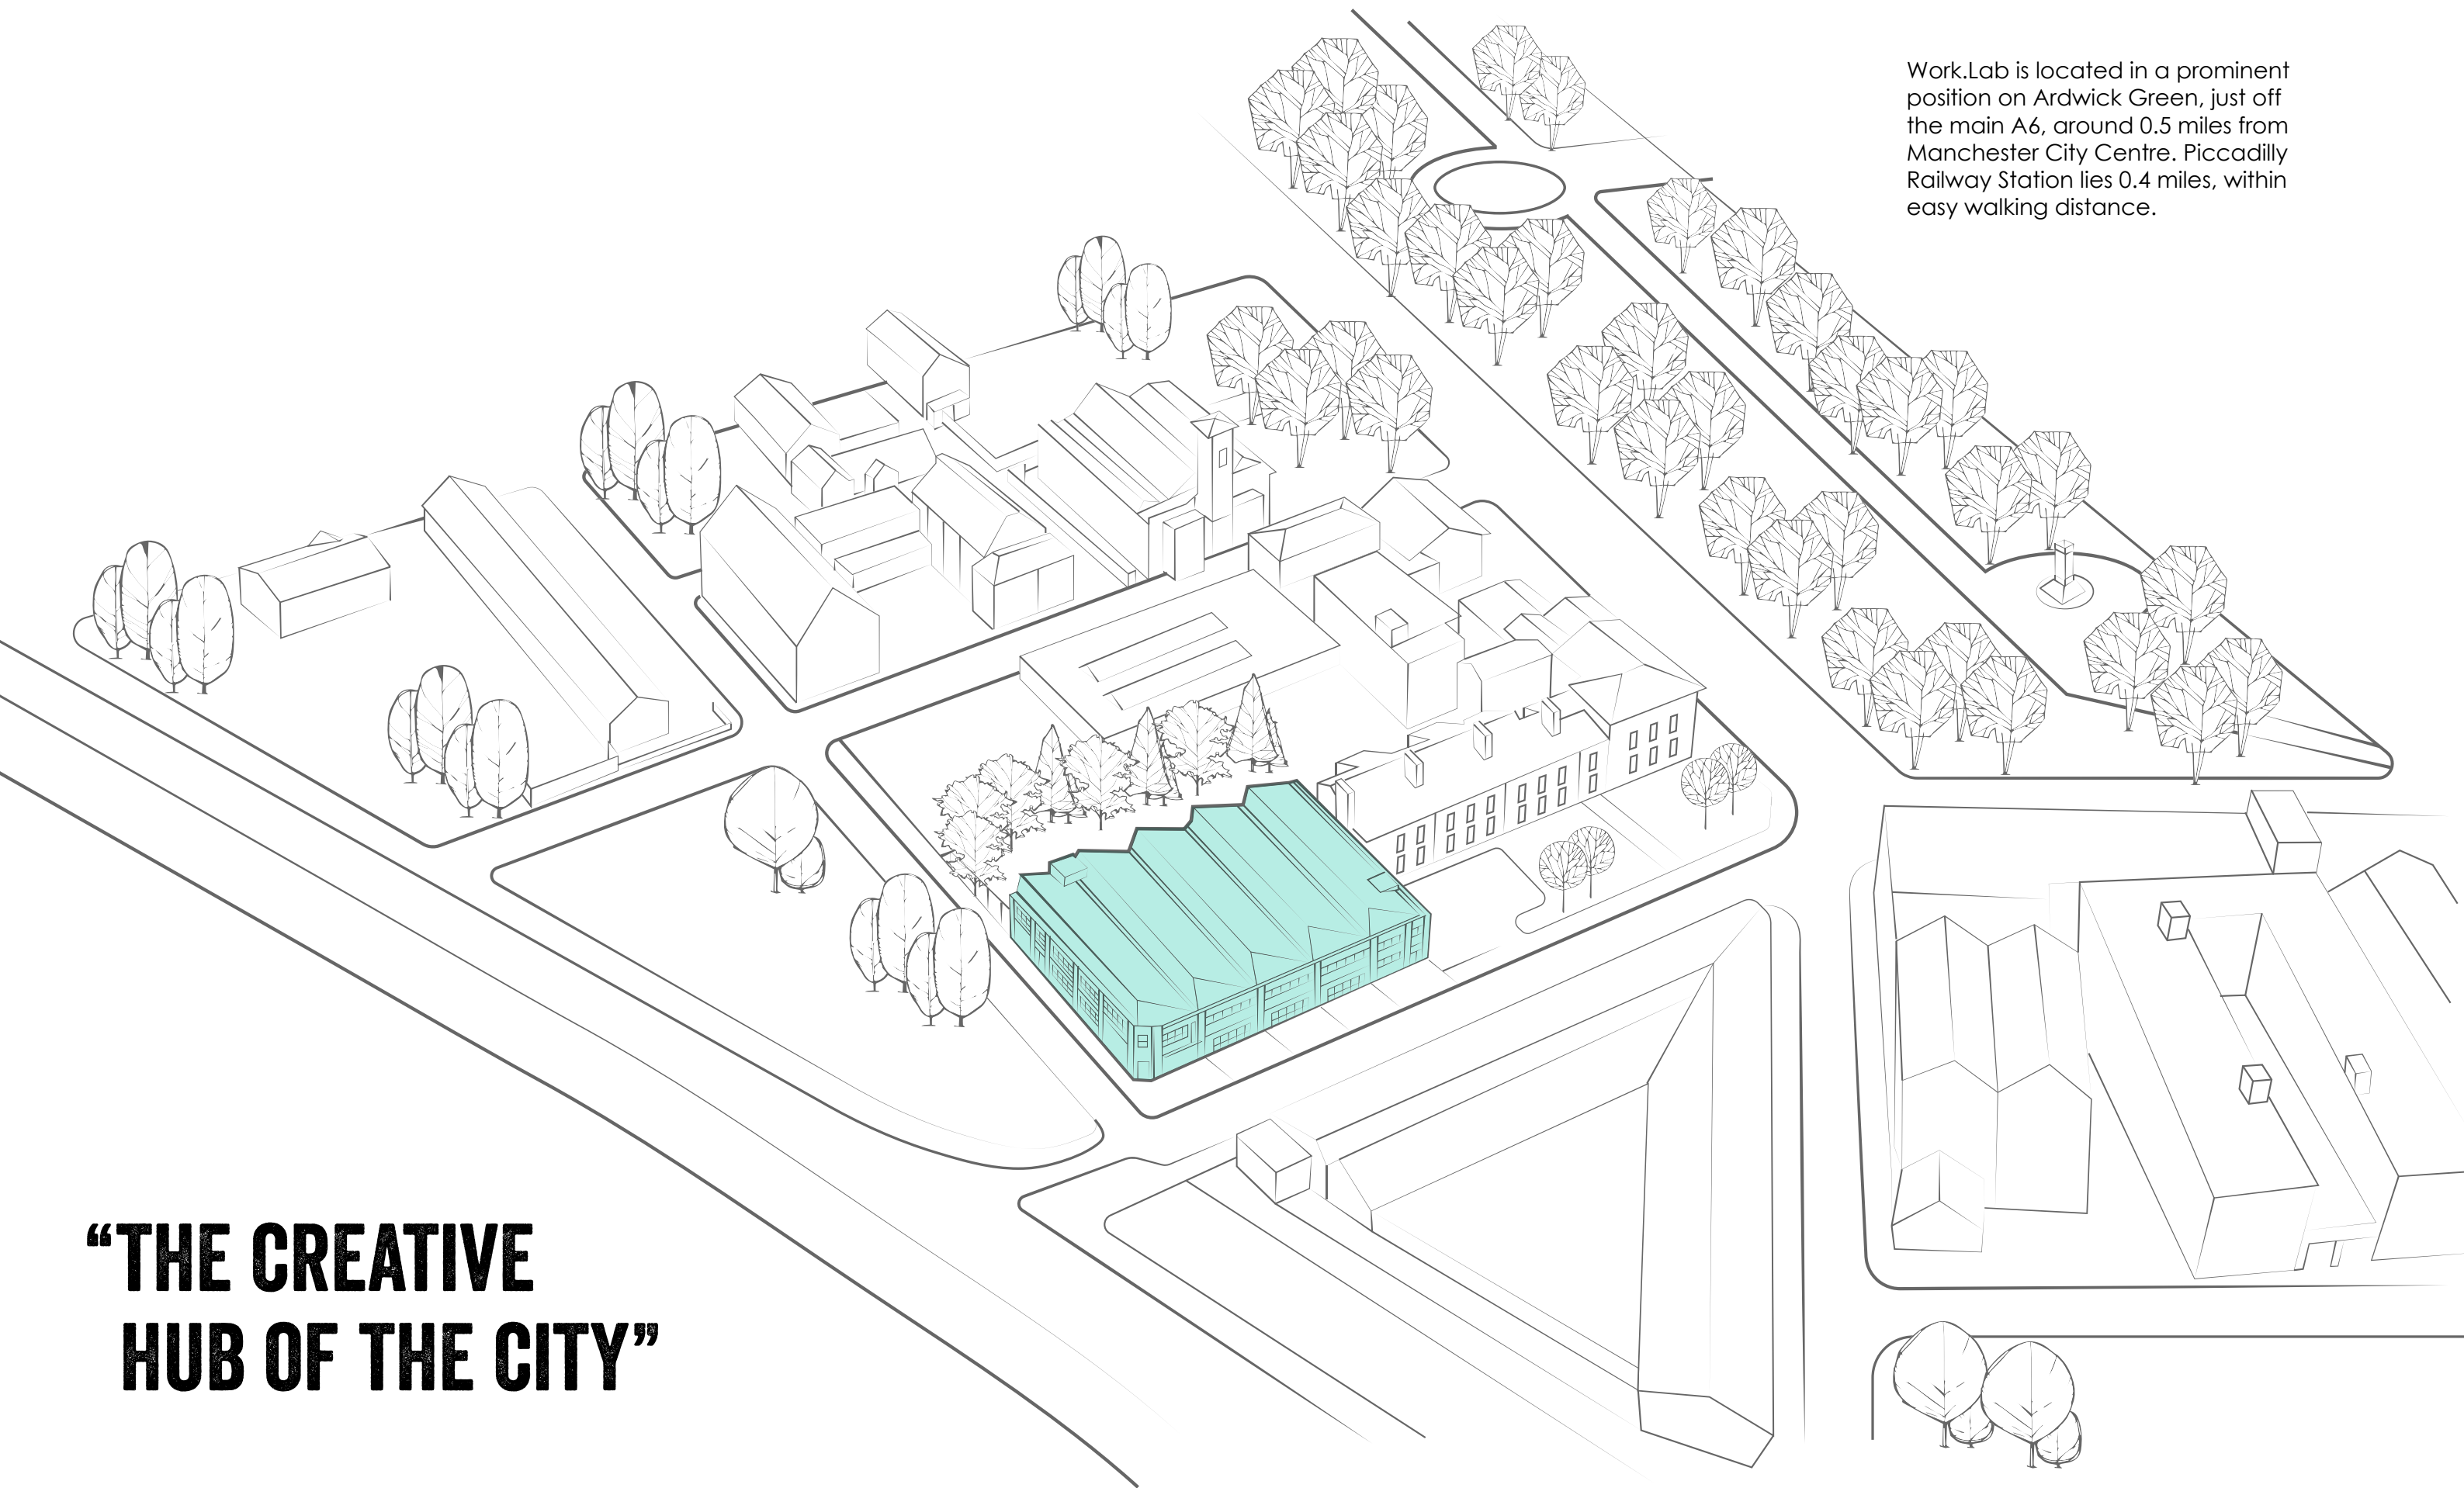 Work.Lab is located in a prominent
position on Ardwick Green, just off
the main A6, around 0.5 miles from
Manchester City Centre. Piccadilly
Railway Station lies 0.4 miles, within
easy walking distance.
“THE CREATIVE
HUB OF THE CITY”